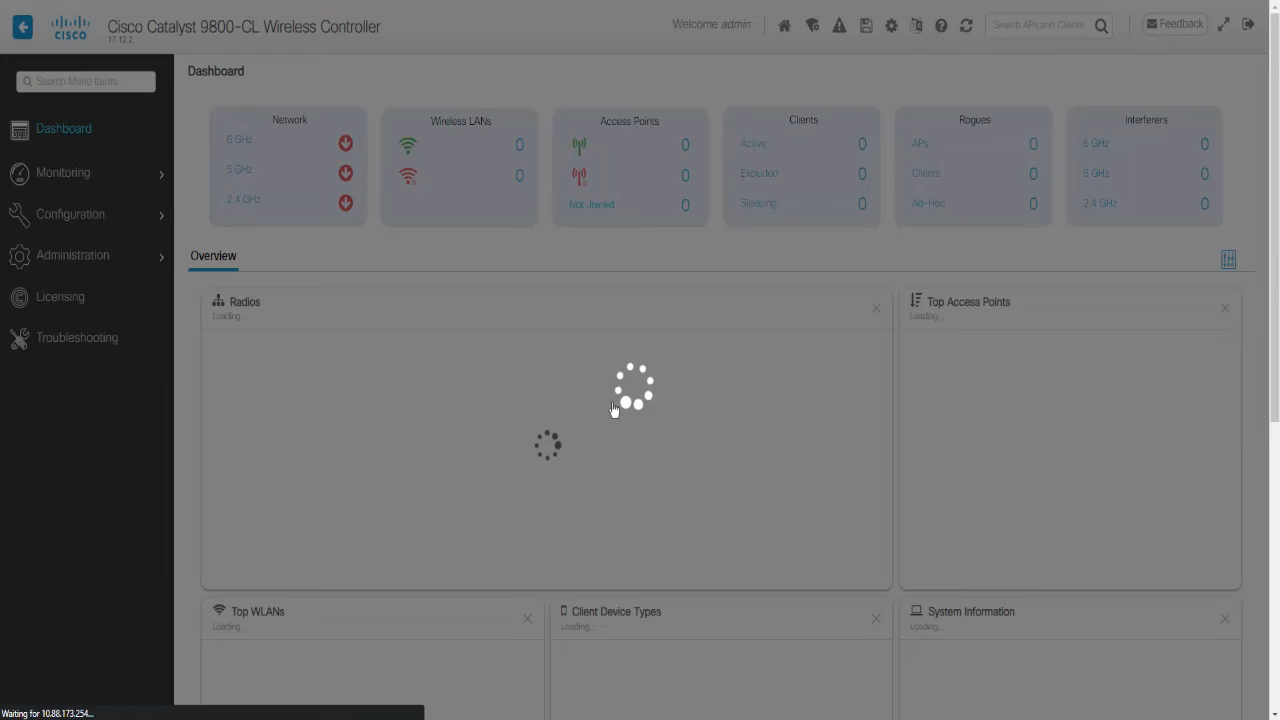 Cisco Catalyst 9800-CL Wireless Controller
17.12.2
CISCO
Welcome admin
Search APs and Clients
Feedback
Search Menu Items
Dashboard
Monitoring
Configuration
Administration
Licensing
Troubleshooting
Dashboard
Network
6 GHz
5 GHz
2.4 GHz
Wireless LANs
0
0
Access Points
0
0
Not Joined 0
Clients
Active 0
Excluded 0
Sleeping 0
Rogues
APs 0
Clients 0
Ad-Hoc 0
Interferers
6 GHz 0
5 GHz 0
2.4 GHz 0
Overview
Radios
Loading...
Top Access Points
Loading...
Top WLANs
Loading...
Client Device Types
Loading...
System Information
Loading...
Waiting for 10.88.173.254...